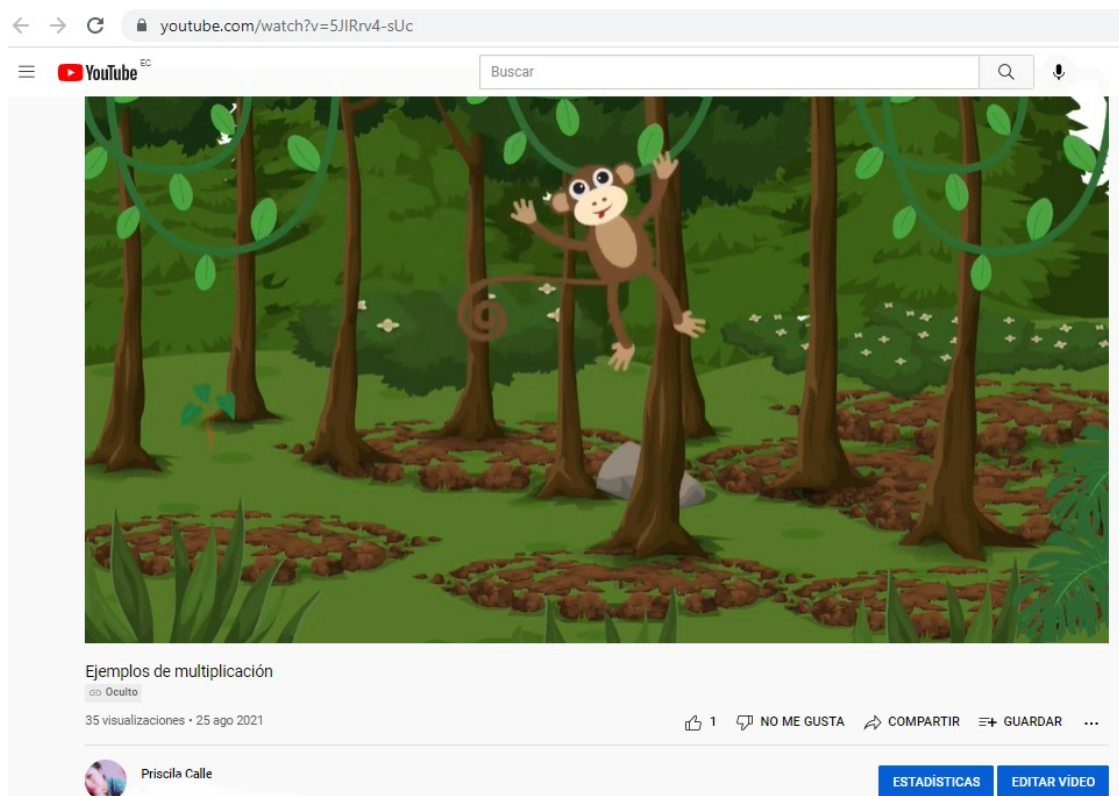 youtube.com/watch?v=5JIRrv4-sUc
YouTube EC
Buscar
Ejemplos de multiplicación
Oculto
35 visualizaciones • 25 ago 2021
1 NO ME GUSTA COMPARTIR GUARDAR ...
Priscila Calle
ESTADÍSTICAS EDITAR VÍDEO